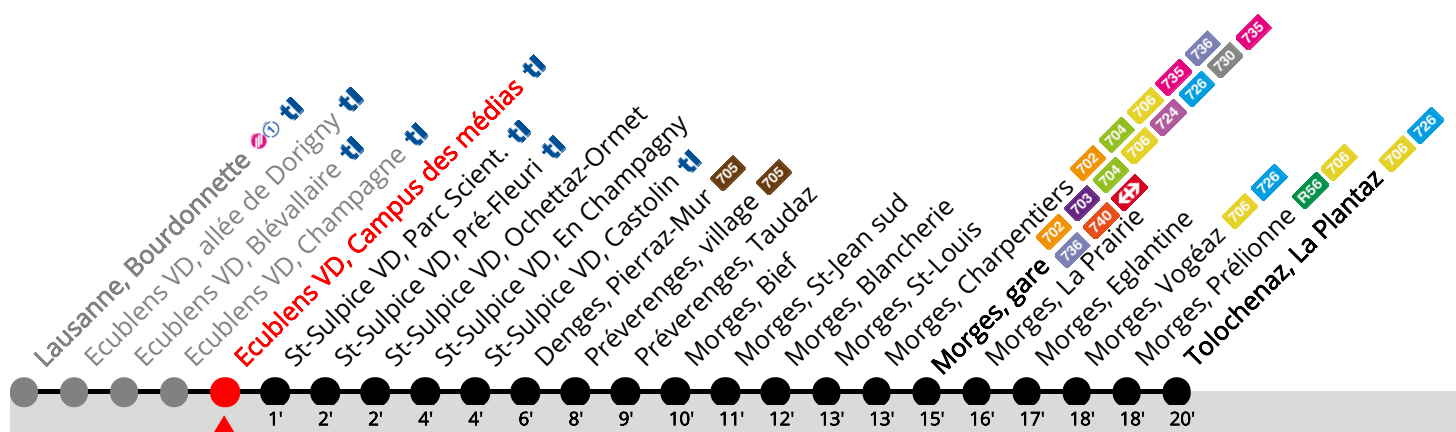 Lausanne, Bourdonnette 1 tl
Ecublens VD, allée de Dorigny tl
Ecublens VD, Blévallaire tl
Ecublens VD, Champagne tl
Ecublens VD, Campus des médias tl
St-Sulpice VD, Parc Scient. tl
St-Sulpice VD, Pré-Fleuri tl
St-Sulpice VD, Ochettaz-Ormet
St-Sulpice VD, En Champagny
St-Sulpice VD, Castolin tl
Denges, Pierraz-Mur 705
Préverenges, village 705
Préverenges, Taudaz
Morges, Bief
Morges, St-Jean sud
Morges, Blancherie
Morges, St-Louis
Morges, Charpentiers 702 704 706 735 736
Morges, gare 702 703 704 706 724 726 730 735
736 740
Morges, La Prairie
Morges, Eglantine
Morges, Vogéaz 706 726
Morges, Prélionne R56 706
Tolochenaz, La Plantaz 706 726
1' 2' 2' 4' 4' 6' 8' 9' 10' 11' 12' 13' 13' 15' 16' 17' 18' 18' 20'